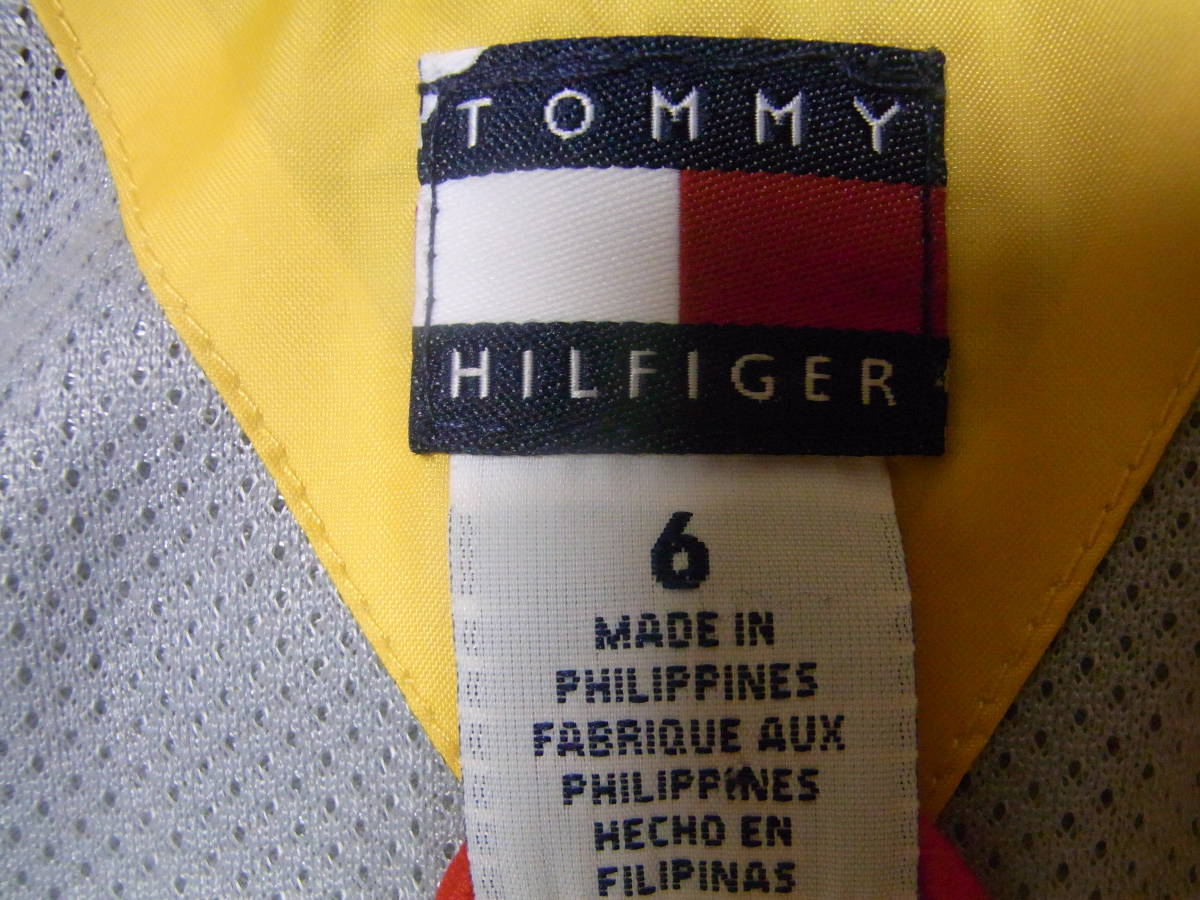 TOMMY
HILFIGER
6
MADE IN
PHILIPPINES
FABRIQUE AUX
PHILIPPINES
HECHO EN
FILIPINAS